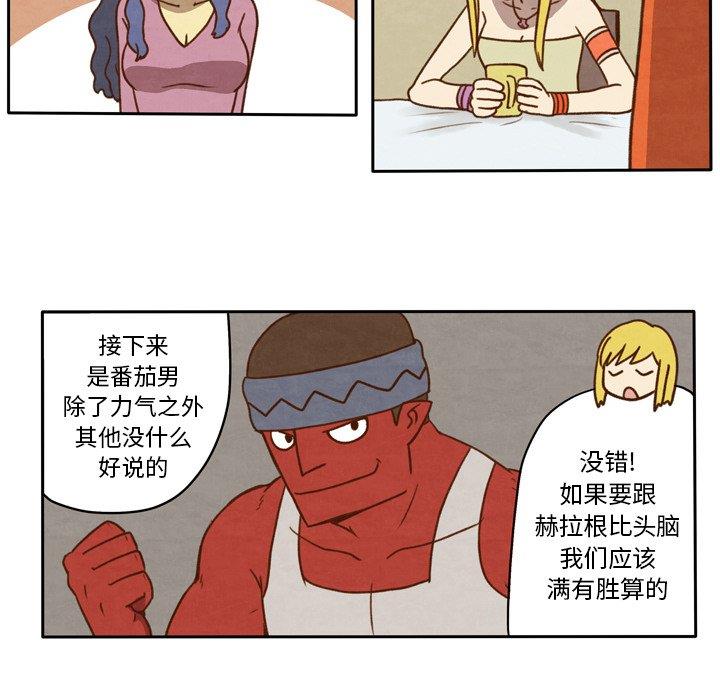 接下来
是番茄男
除了力气之外
其他没什么
好说的
没错!
如果要跟
赫拉根比头脑
我们应该
满有胜算的